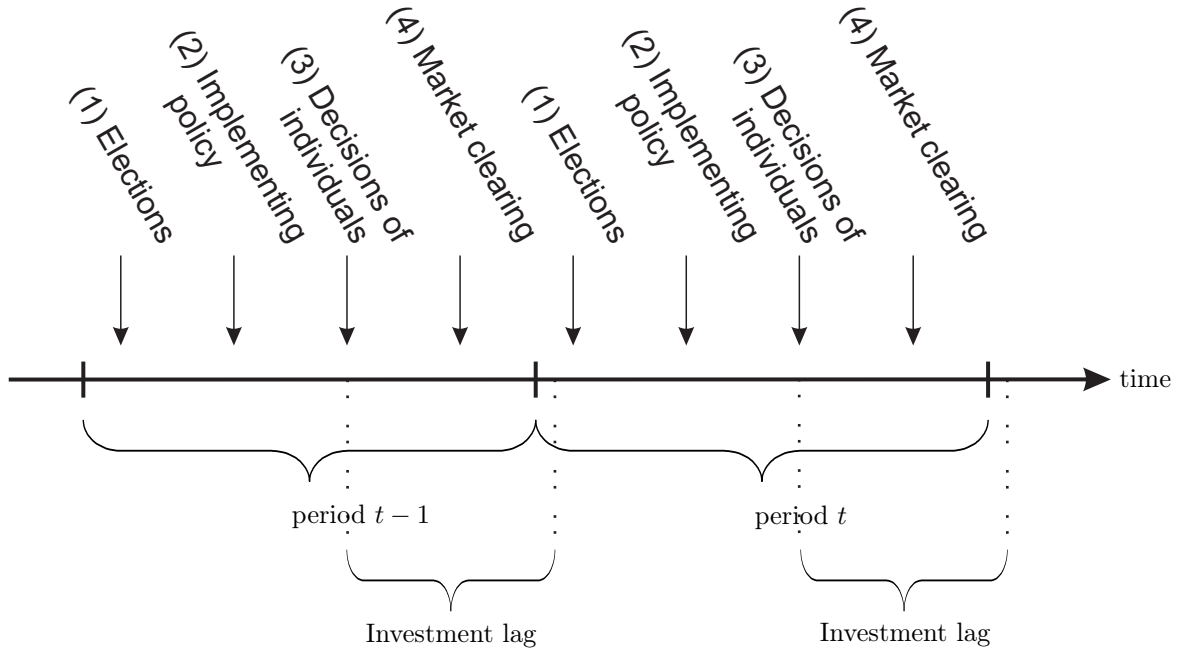 (1) Elections
(2) Implementing
policy
(3) Decisions of
individuals
(4) Market clearing
(1) Elections
(2) Implementing
policy
(3) Decisions of
individuals
(4) Market clearing
time
period t − 1
period t
Investment lag
Investment lag